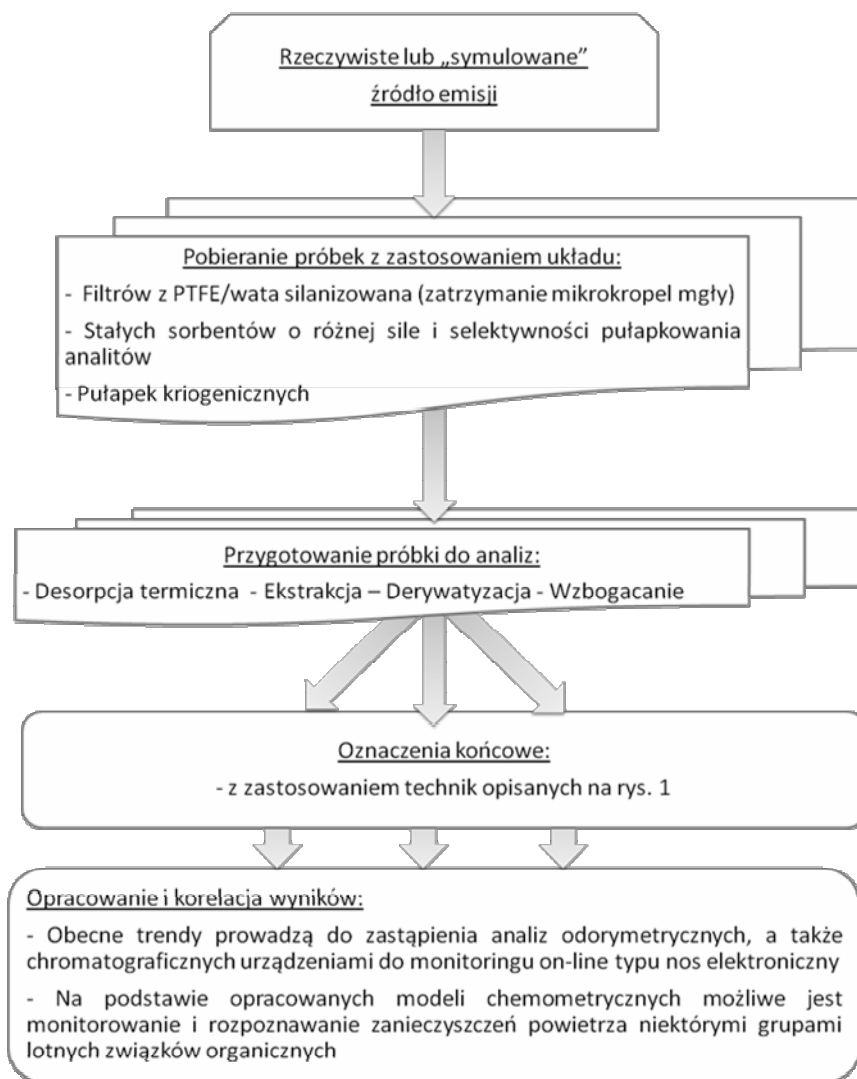 Rzeczywiste lub „symulowane”
źródło emisji
Pobieranie próbek z zastosowaniem układu:
- Filtrów z PTFE/wata silanizowana (zatrzymanie mikrokropel mgły)
- Stałych sorbentów o różnej sile i selektywności pułapkowania
analitów
- Pułapek kriogenicznych
Przygotowanie próbki do analiz:
- Desorpcja termiczna - Ekstrakcja – Derywatyzacja - Wzbogacanie
Oznaczenia końcowe:
- z zastosowaniem technik opisanych na rys. 1
Opracowanie i korelacja wyników:
- Obecne trendy prowadzą do zastąpienia analiz odorymetrycznych, a także
chromatograficznych urządzeniami do monitoringu on-line typu nos elektroniczny
- Na podstawie opracowanych modeli chemometrycznych możliwe jest
monitorowanie i rozpoznawanie zanieczyszczeń powietrza niektórymi grupami
lotnych związków organicznych